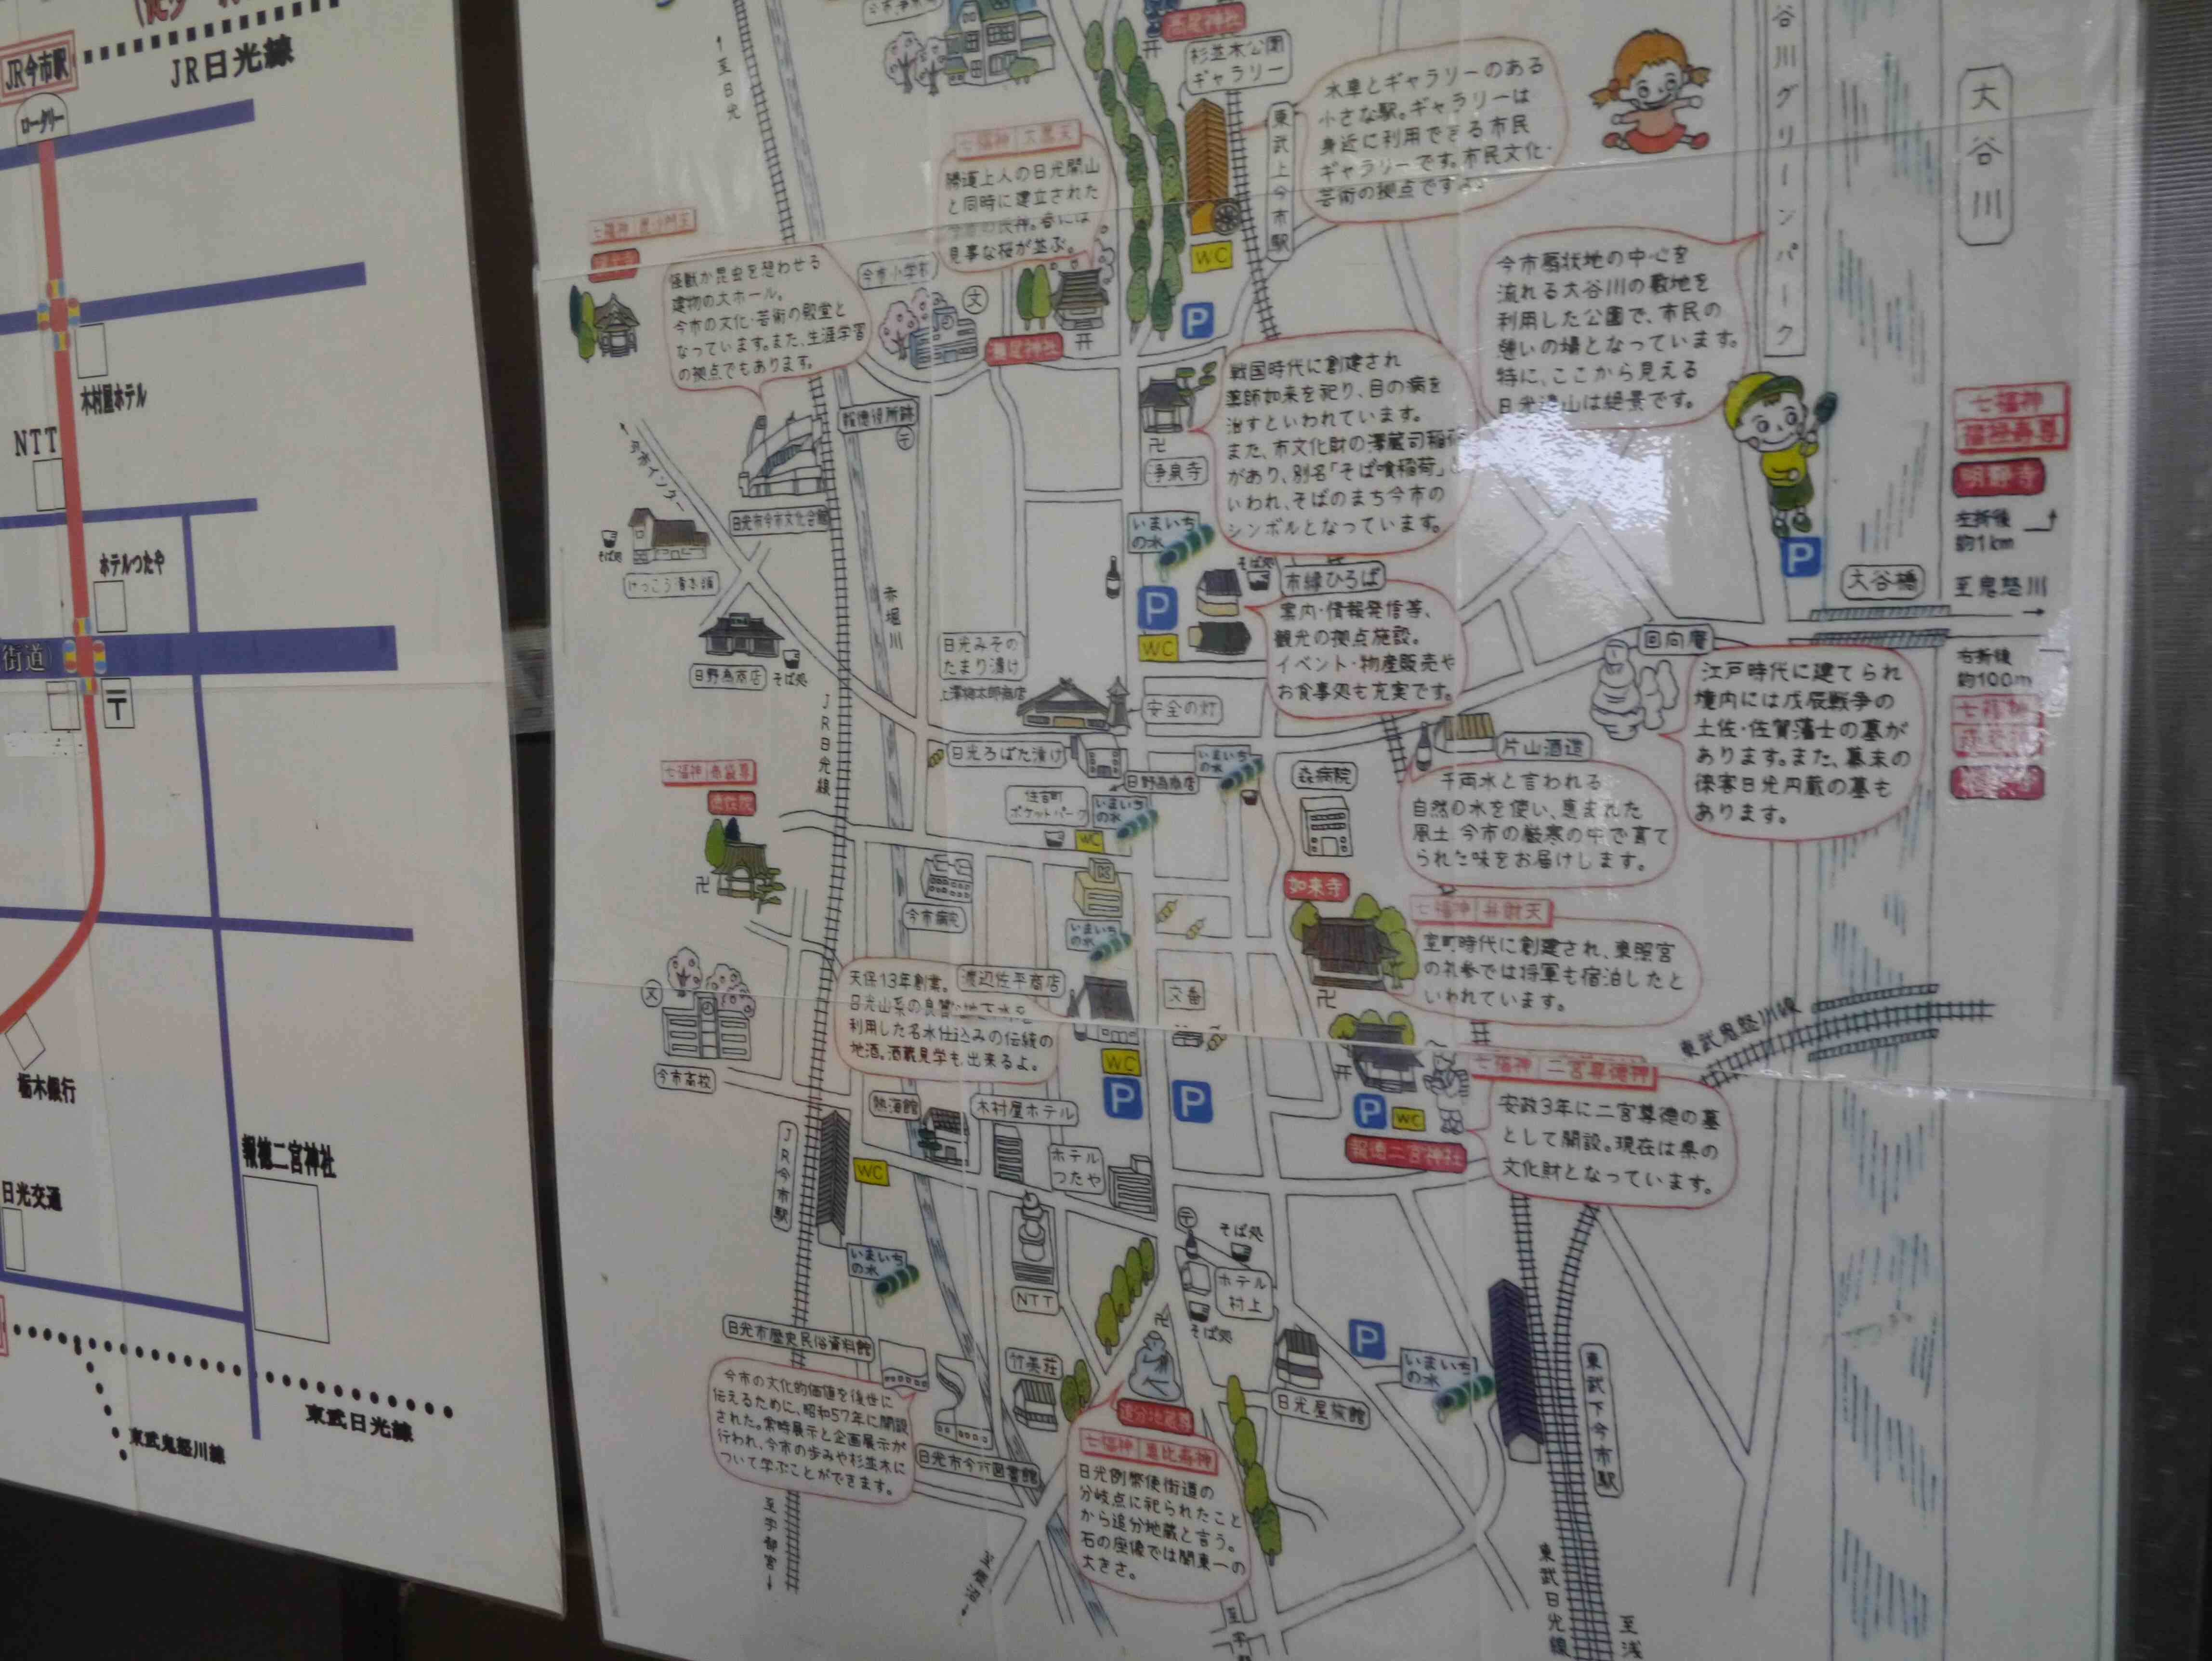 JR今市駅
JR日光線
ロータリー
木村屋ホテル
NTT
ホテルつたや
街道)
〒
栃木銀行
報徳二宮神社
日光交通
東武日光線
東武鬼怒川線
↑至日光
高龗神社
杉並木公園
ギャラリー
水車とギャラリーのある
小さな駅。ギャラリーは
身近に利用できる市民
ギャラリーです。市民文化・
芸術の拠点です
東武上今市駅
WC
P
谷川グリーンパーク
大谷川
七福神 大黒天
勝道上人の日光開山
と同時に建立された
今市の氏神。春には
見事な桜が並ぶ。
瀧尾神社
今市小学校
文
七福神 毘沙門天
怪獣か昆虫を想わせる
建物の大ホール。
今市の文化・芸術の殿堂と
なっています。また、生涯学習
の拠点でもあります。
日光市今市文化会館
報徳役所跡
今市インター
そば処
日野為商店
そば処
赤堀川
JR日光線
戦国時代に創建され
薬師如来を祀り、目の病を
治すといわれています。
また、市文化財の澤蔵司稲荷
があり、別名「そば喰稲荷」と
いわれ、そばのまち今市の
シンボルとなっています。
浄泉寺
今市扇状地の中心を
流れる大谷川の敷地を
利用した公園で、市民の
憩いの場となっています。
特に、ここから見える
日光連山は絶景です。
P
七福神
福禄寿尊
明静寺
左折後
約1km
大谷橋
至鬼怒川
右折後
約100m
七福神
いまいち
の水
P
WC
そば処
市縁ひろば
案内・情報発信等、
観光の拠点施設。
イベント・物産販売や
お食事処も充実です。
日光みその
たまり漬け
上澤梅太郎商店
安全の灯
日光ろばた漬け
日野為商店
いまいち
の水
住吉町
ポケットパーク
いまいち
の水
WC
森病院
片山酒造
千両水と言われる
自然の水を使い、恵まれた
風土 今市の厳寒の中で育て
られた味をお届けします。
回向庵
江戸時代に建てられ
境内には戊辰戦争の
土佐・佐賀藩士の墓が
あります。また、幕末の
侠客日光円蔵の墓も
あります。
七福神
徳性院
今市病院
いまいち
の水
如来寺
七福神 弁財天
室町時代に創建され、東照宮
の礼参では将軍も宿泊したと
いわれています。
天保13年創業。
渡辺佐平商店
日光山系の良質な地下水を
利用した名水仕込みの伝統の
地酒。酒蔵見学も出来るよ。
交番
WC
P
P
文
今市高校
東武鬼怒川線
七福神 二宮尊徳神
安政3年に二宮尊徳の墓
として開設。現在は県の
文化財となっています。
P
WC
報徳二宮神社
JR今市駅
WC
熱海館
木村屋ホテル
ホテル
つたや
いまいち
の水
NTT
そば処
ホテル
村上
そば処
日光市歴史民俗資料館
今市の文化的価値を後世に
伝えるために、昭和57年に開設
された。常時展示と企画展示が
行われ、今市の歩みや杉並木に
ついて学ぶことができます。
日光市今市図書館
竹美荘
追分地蔵尊
七福神 恵比寿神
日光例幣使街道の
分岐点に祀られたこと
から追分地蔵と言う。
石の座像では関東一の
大きさ。
日光屋旅館
P
いまいち
の水
東武下今市駅
至宇都宮↓
至鹿沼↓
東武日光線
至浅